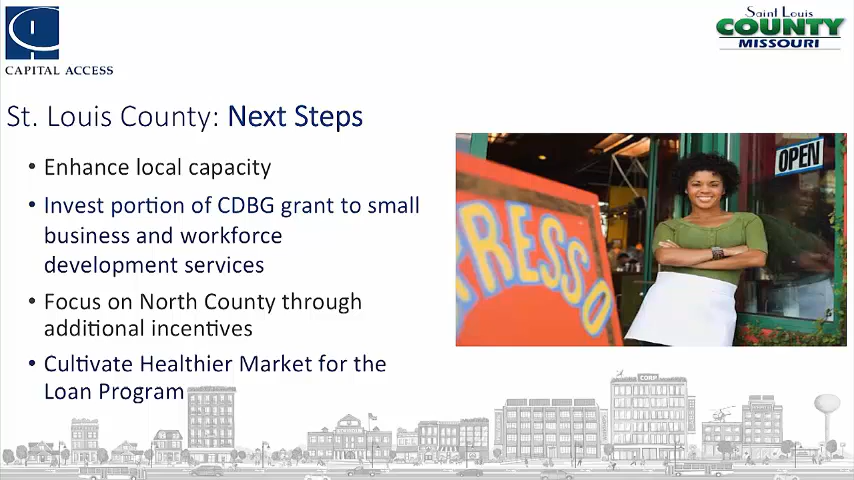 CAPITAL ACCESS
Saint Louis
COUNTY
MISSOURI
St. Louis County: Next Steps
• Enhance local capacity
• Invest portion of CDBG grant to small
business and workforce
development services
• Focus on North County through
additional incentives
• Cultivate Healthier Market for the
Loan Program
OPEN
PRESSO
CORP